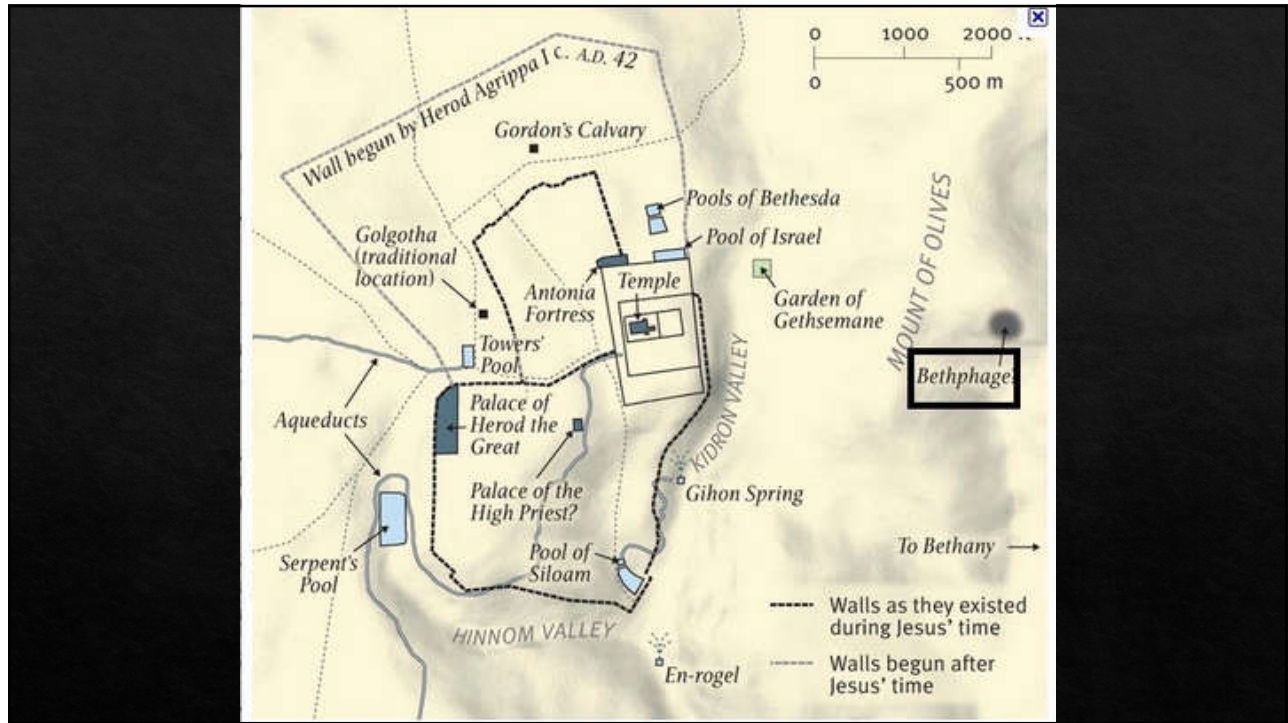 0 1000 2000
0 500 m
Wall begun by Herod Agrippa I c. A.D. 42
Gordon's Calvary
Pools of Bethesda
Pool of Israel
Golgotha
(traditional
location)
Antonia
Fortress
Temple
Garden of
Gethsemane
MOUNT OF OLIVES
Bethphage?
Towers'
Pool
Aqueducts
Palace of
Herod the
Great
KIDRON VALLEY
Palace of the
High Priest?
Gihon Spring
Serpent's
Pool
Pool of
Siloam
To Bethany
HINNOM VALLEY
En-rogel
Walls as they existed
during Jesus' time
Walls begun after
Jesus' time